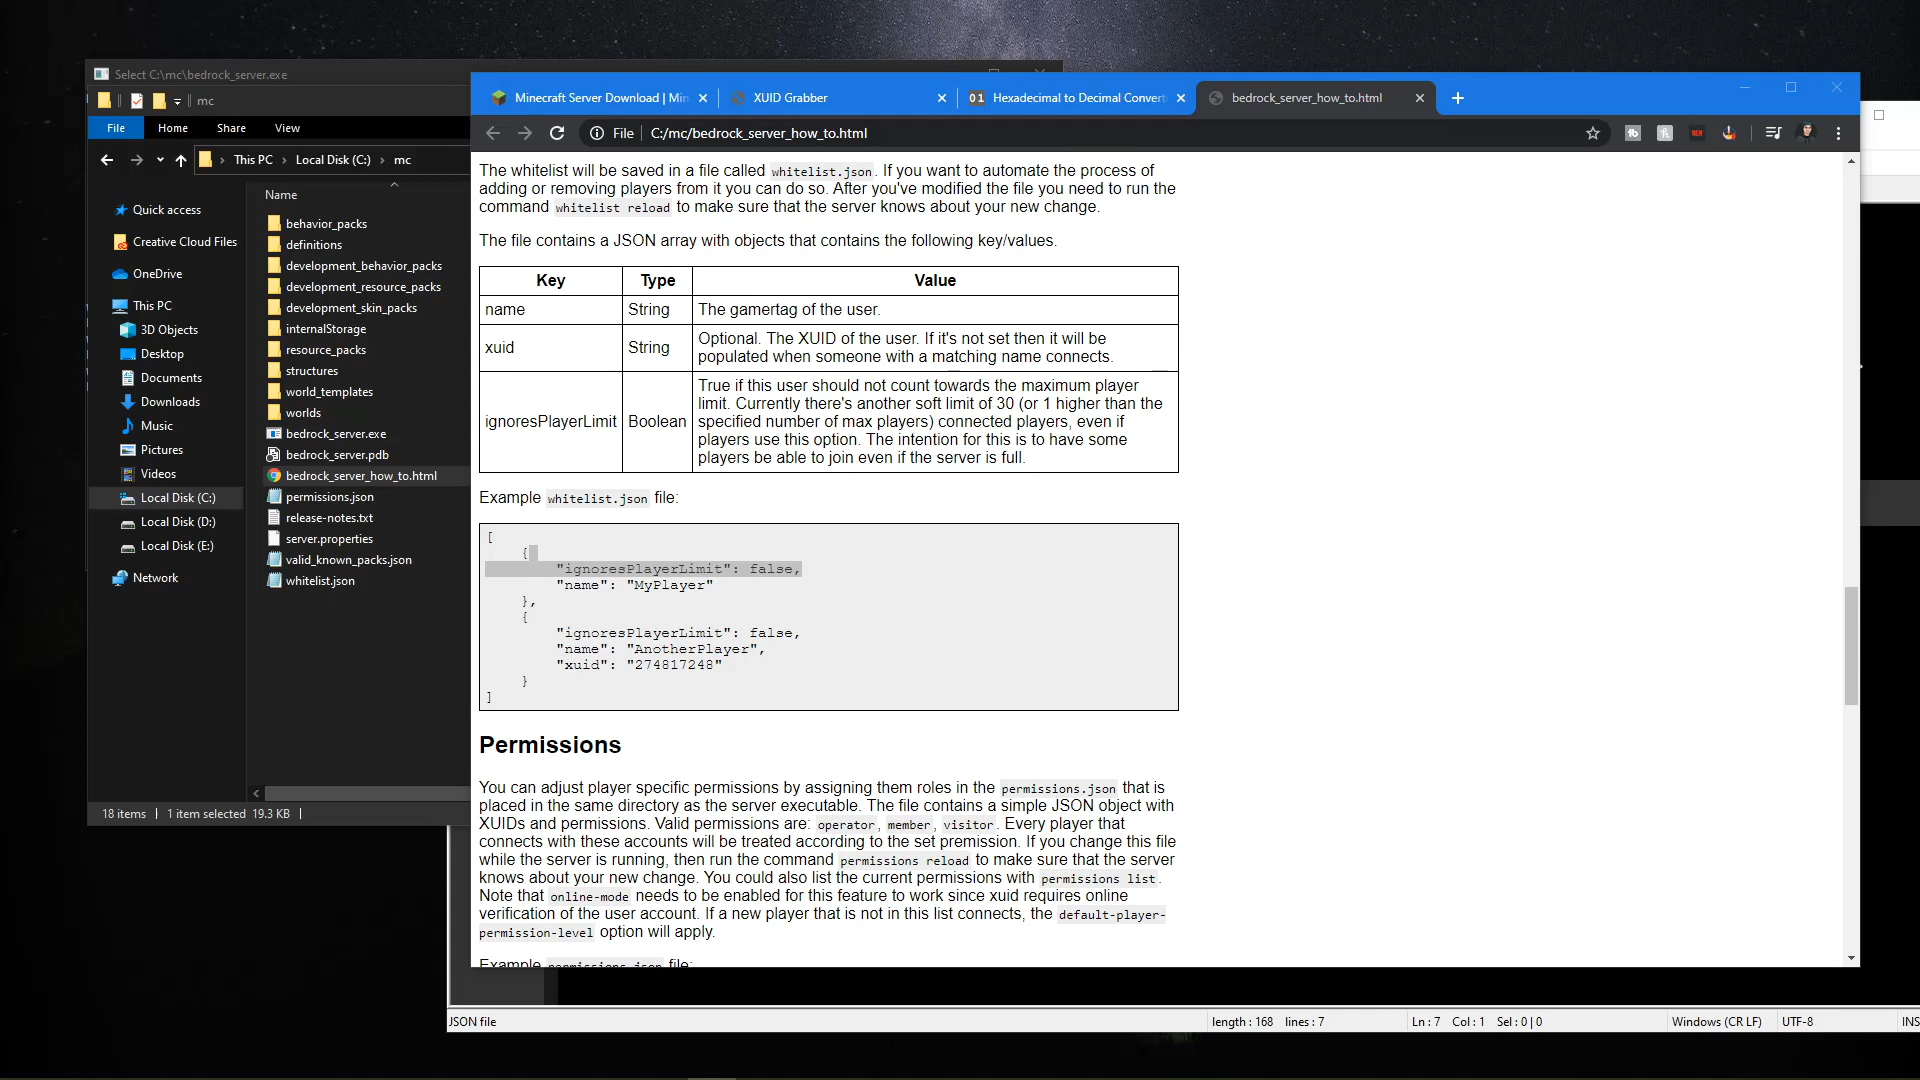 Select C:\mc\bedrock_server.exe
mc
File Home Share View
This PC Local Disk (C:) mc
Name
Quick access
Creative Cloud Files
OneDrive
This PC
3D Objects
Desktop
Documents
Downloads
Music
Pictures
Videos
Local Disk (C:)
Local Disk (D:)
Local Disk (E:)
Network
behavior_packs
definitions
development_behavior_packs
development_resource_packs
development_skin_packs
internalStorage
resource_packs
structures
world_templates
worlds
bedrock_server.exe
bedrock_server.pdb
bedrock_server_how_to.html
permissions.json
release-notes.txt
server.properties
valid_known_packs.json
whitelist.json
18 items 1 item selected 19.3 KB
Minecraft Server Download | Min XUID Grabber 01 Hexadecimal to Decimal Convert bedrock_server_how_to.html
File C:/mc/bedrock_server_how_to.html
The whitelist will be saved in a file called whitelist.json. If you want to automate the process of
adding or removing players from it you can do so. After you've modified the file you need to run the
command whitelist reload to make sure that the server knows about your new change.
The file contains a JSON array with objects that contains the following key/values.
Key Type Value
name String The gamertag of the user.
xuid String Optional. The XUID of the user. If it's not set then it will be
populated when someone with a matching name connects.
ignoresPlayerLimit Boolean True if this user should not count towards the maximum player
limit. Currently there's another soft limit of 30 (or 1 higher than the
specified number of max players) connected players, even if
players use this option. The intention for this is to have some
players be able to join even if the server is full.
Example whitelist.json file:
[
{
"ignoresPlayerLimit": false,
"name": "MyPlayer"
},
{
"ignoresPlayerLimit": false,
"name": "AnotherPlayer",
"xuid": "274817248"
}
]
Permissions
You can adjust player specific permissions by assigning them roles in the permissions.json that is
placed in the same directory as the server executable. The file contains a simple JSON object with
XUIDs and permissions. Valid permissions are: operator, member, visitor. Every player that
connects with these accounts will be treated according to the set premission. If you change this file
while the server is running, then run the command permissions reload to make sure that the server
knows about your new change. You could also list the current permissions with permissions list.
Note that online-mode needs to be enabled for this feature to work since xuid requires online
verification of the user account. If a new player that is not in this list connects, the default-player-
permission-level option will apply.
Example permissions.json file:
JSON file length : 168 lines : 7 Ln : 7 Col : 1 Sel : 0 | 0 Windows (CR LF) UTF-8 INS